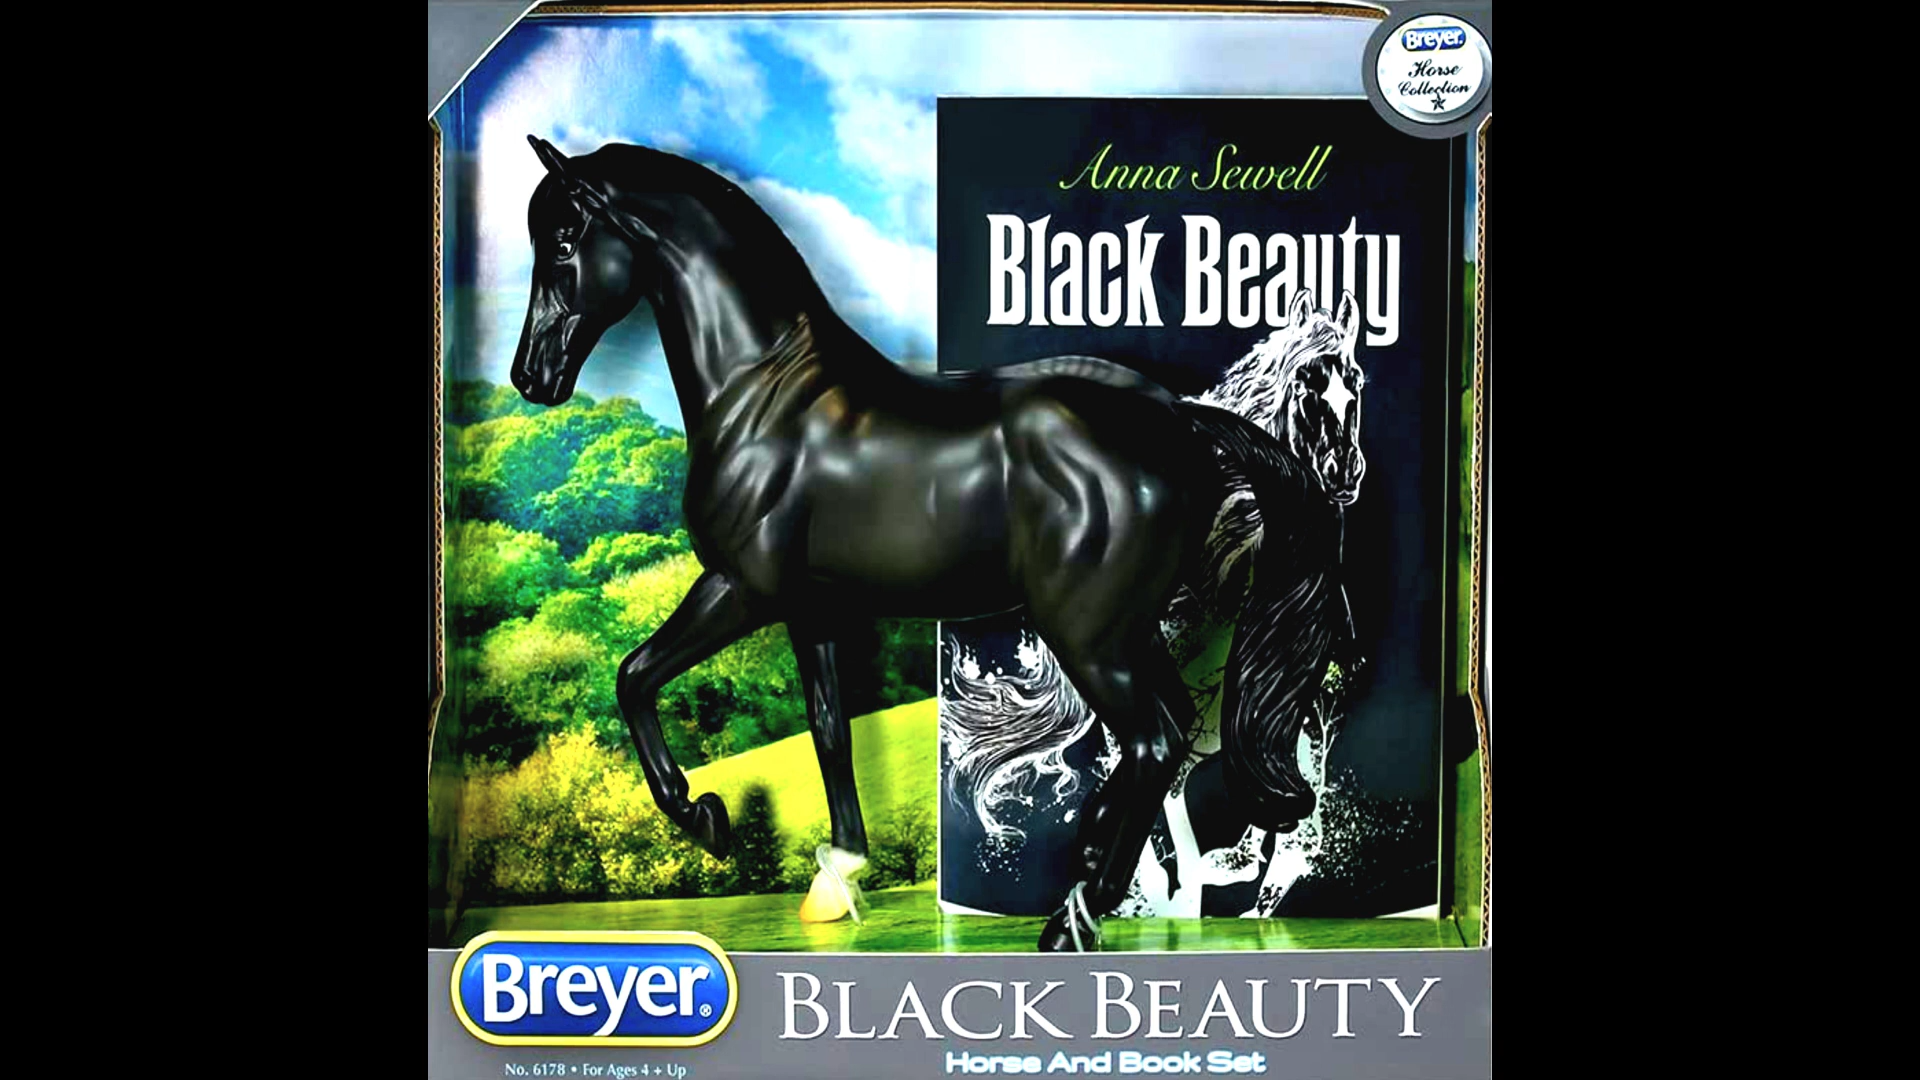 Breyer.
Horse
Collection
Anna Sewell
Black Beauty
Breyer®
BLACK BEAUTY
Horse And Book Set
No. 6178 • For Ages 4 + Up